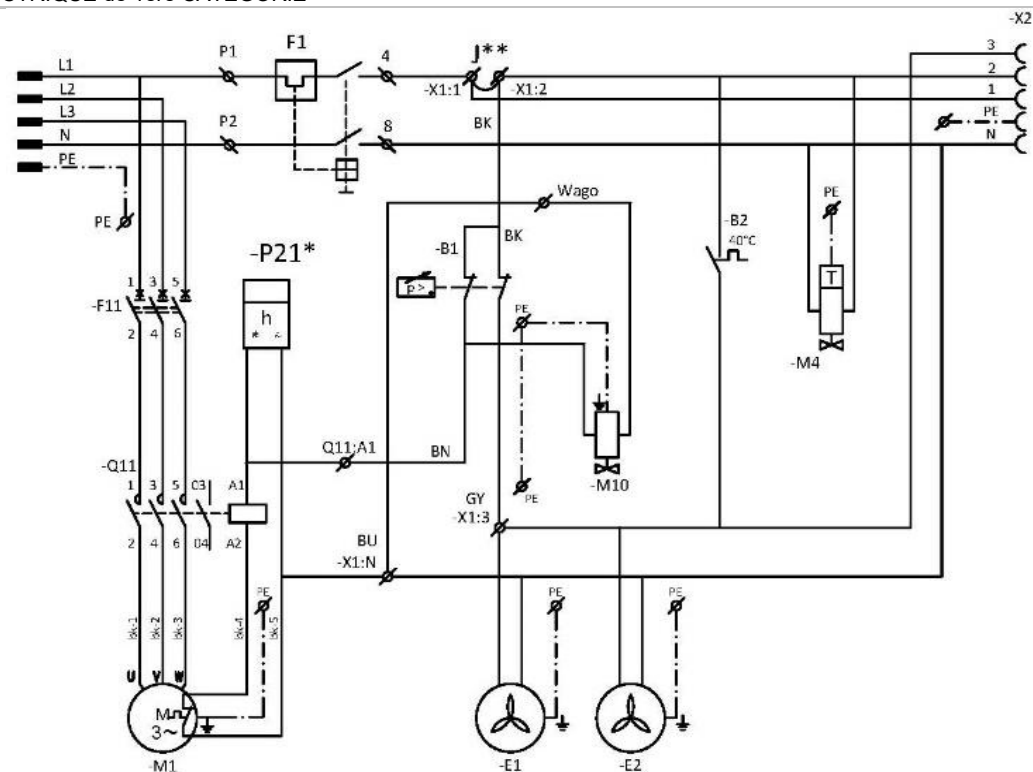 -X2
P1 F1 4 J** 3
L1 2
L2 -X1:1 -X1:2 1
L3 P2 8 BK PE
N N
PE
Wago PE
PE -B1 BK -B2
-P21* 40°C
1 3 5 P > T
-F11 h PE
2 4 6 -M4
Q11:A1 BN
-Q11 -M10
1 3 5 03 A1 GY PE
-X1:3
2 4 6 04 A2 BU
-X1:N
PE PE PE
bk-1 bk-2 bk-3 bk-4 bk-5
U V W
M
3~
-M1 -E1 -E2